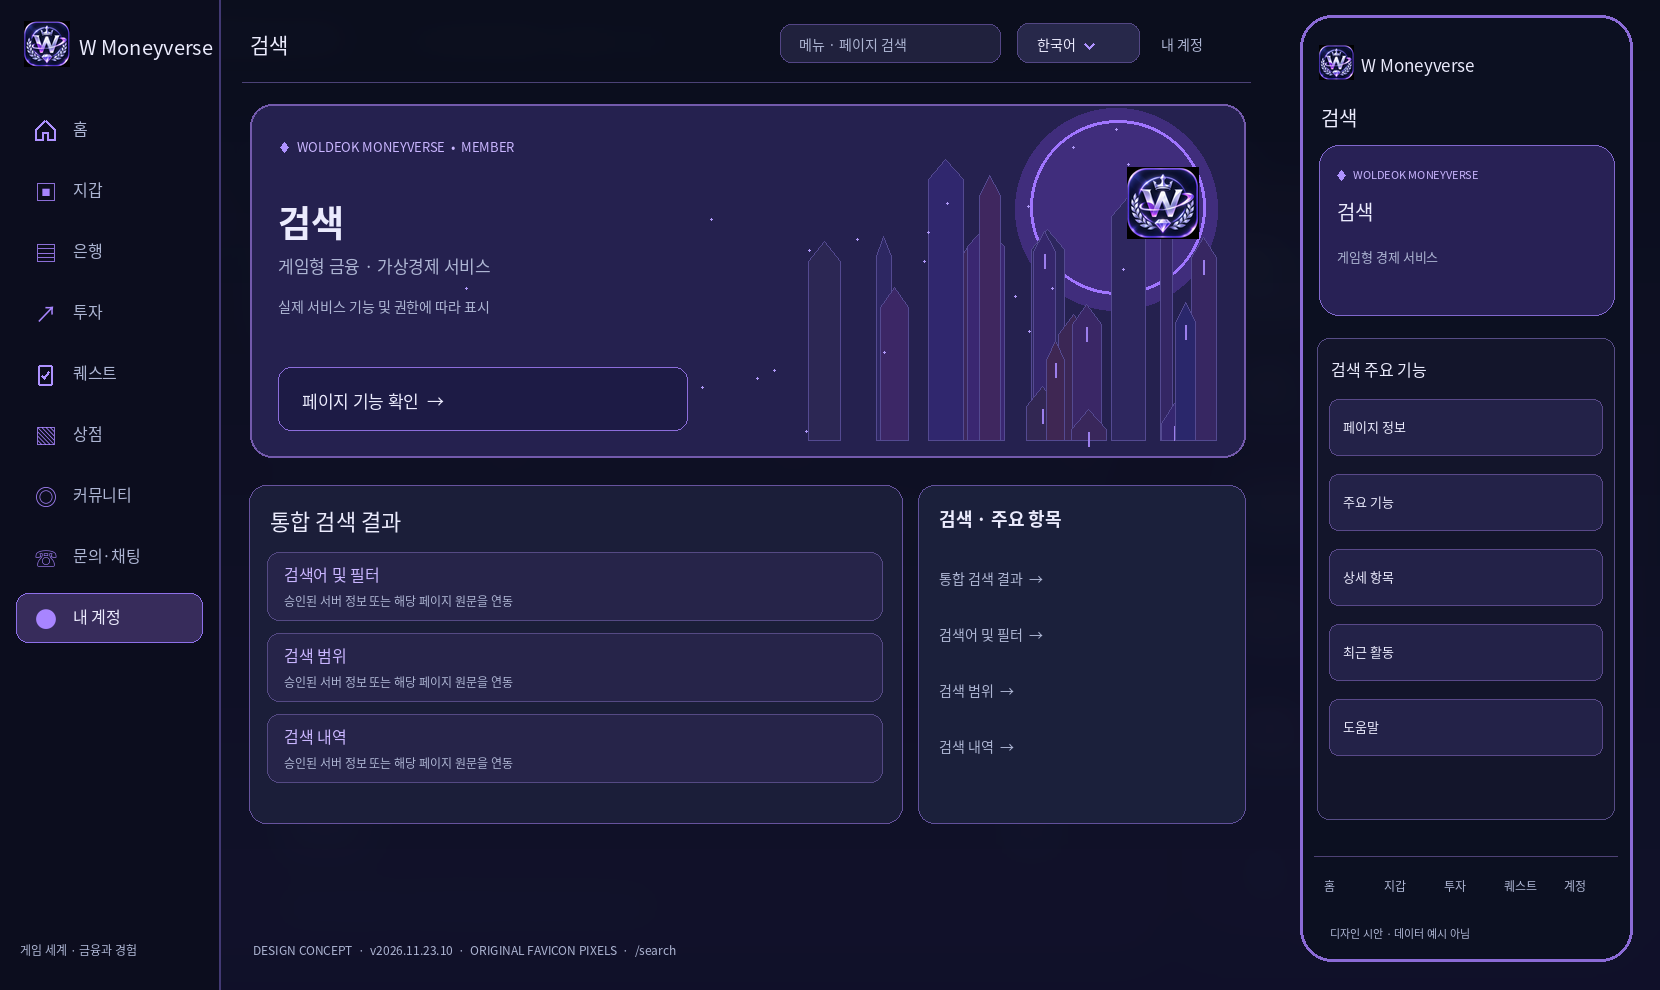 W Moneyverse
홈
지갑
은행
투자
퀘스트
상점
커뮤니티
문의·채팅
내 계정
게임 세계 · 금융과 경험
검색
메뉴 · 페이지 검색
한국어
내 계정
WOLDEOK MONEYVERSE • MEMBER
검색
게임형 금융 · 가상경제 서비스
실제 서비스 기능 및 권한에 따라 표시
페이지 기능 확인 →
W
통합 검색 결과
검색어 및 필터
승인된 서버 정보 또는 해당 페이지 원문을 연동
검색 범위
승인된 서버 정보 또는 해당 페이지 원문을 연동
검색 내역
승인된 서버 정보 또는 해당 페이지 원문을 연동
검색 · 주요 항목
통합 검색 결과 →
검색어 및 필터 →
검색 범위 →
검색 내역 →
DESIGN CONCEPT · v2026.11.23.10 · ORIGINAL FAVICON PIXELS · /search
W Moneyverse
검색
WOLDEOK MONEYVERSE
검색
게임형 경제 서비스
검색 주요 기능
페이지 정보
주요 기능
상세 항목
최근 활동
도움말
홈 지갑 투자 퀘스트 계정
디자인 시안 · 데이터 예시 아님